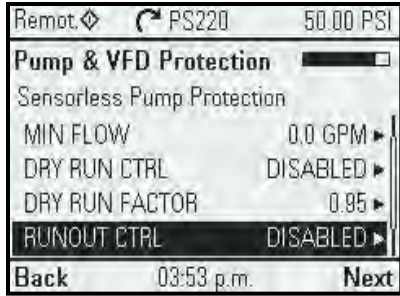 Remot. PS220 50.00 PSI
Pump & VFD Protection
Sensorless Pump Protection
MIN FLOW 0.0 GPM
DRY RUN CTRL DISABLED
DRY RUN FACTOR 0.95
RUNOUT CTRL DISABLED
Back 03:53 p.m. Next